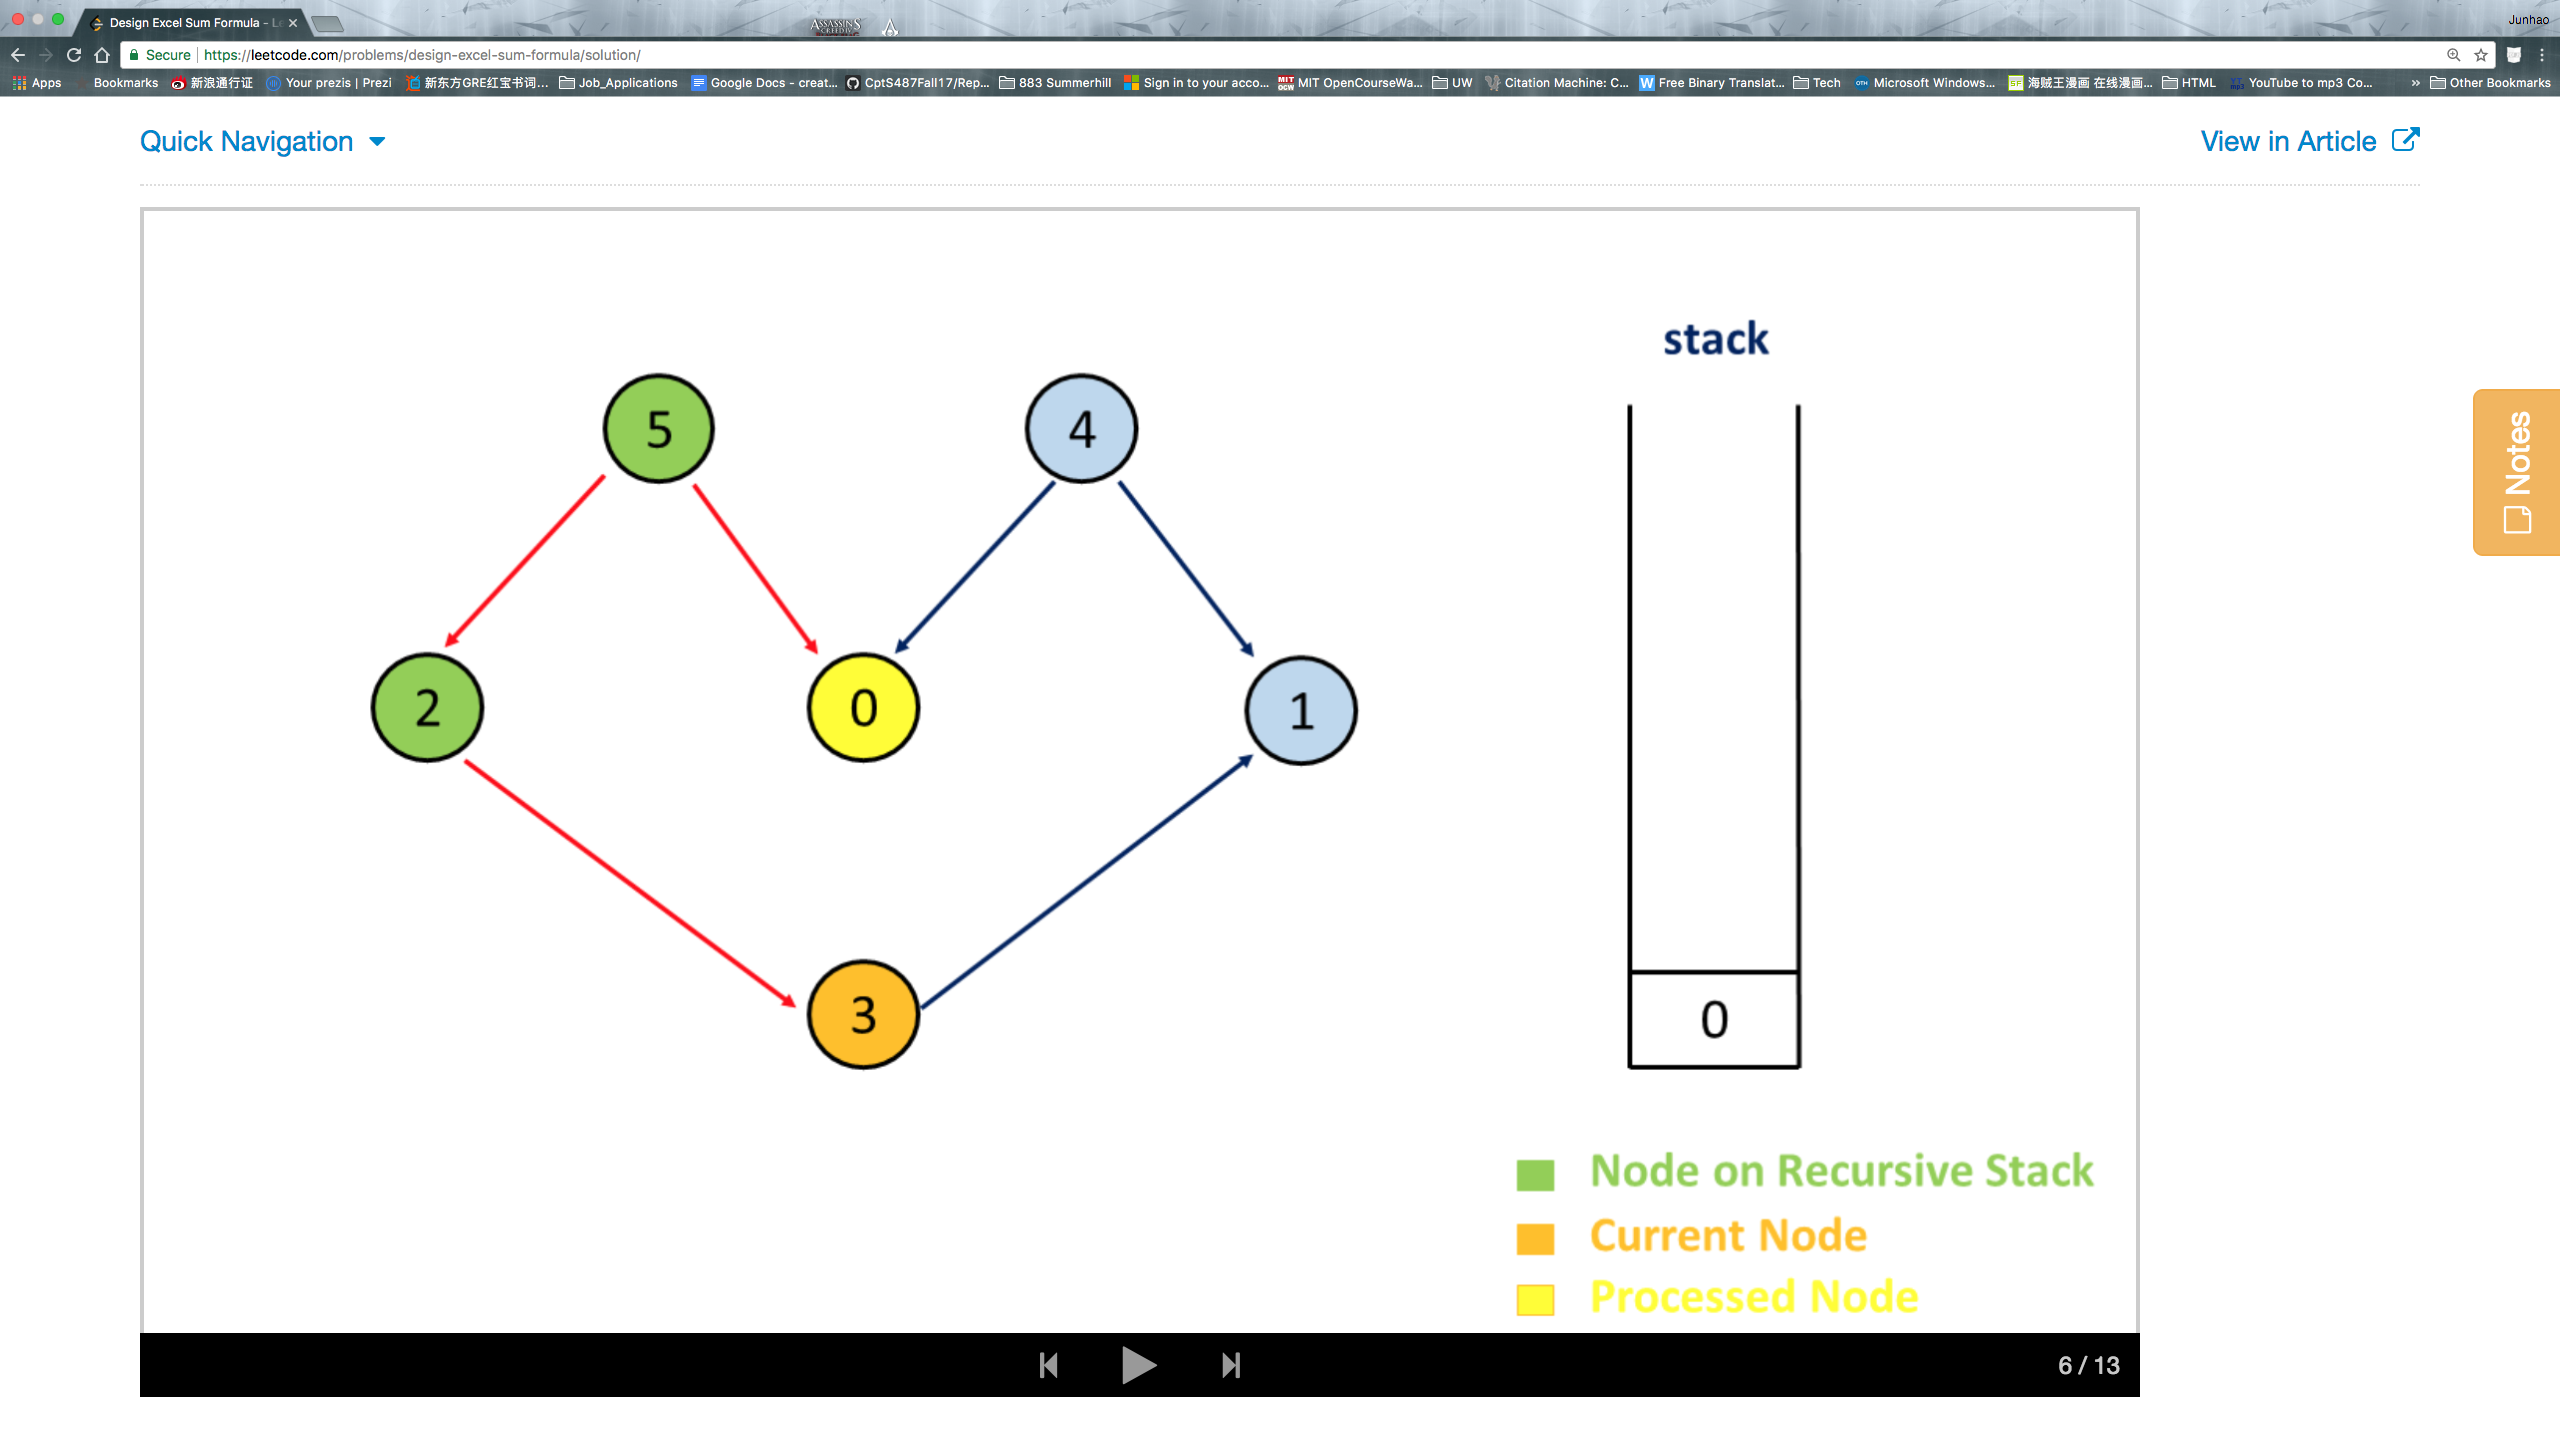 Design Excel Sum Formula - Le
ASSASSIN'S
Junhao
Secure https://leetcode.com/problems/design-excel-sum-formula/solution/
Apps Bookmarks 新浪通行证 Your prezis | Prezi 新东方GRE红宝书词... Job_Applications Google Docs - creat... CptS487Fall17/Rep... 883 Summerhill Sign in to your acco... MIT OpenCourseWa... UW Citation Machine: C... Free Binary Translat... Tech Microsoft Windows... 海贼王漫画 在线漫画... HTML YouTube to mp3 Co... » Other Bookmarks
Quick Navigation
View in Article
stack
5 4
Notes
2 0 1
3
0
Node on Recursive Stack
Current Node
Processed Node
6 / 13